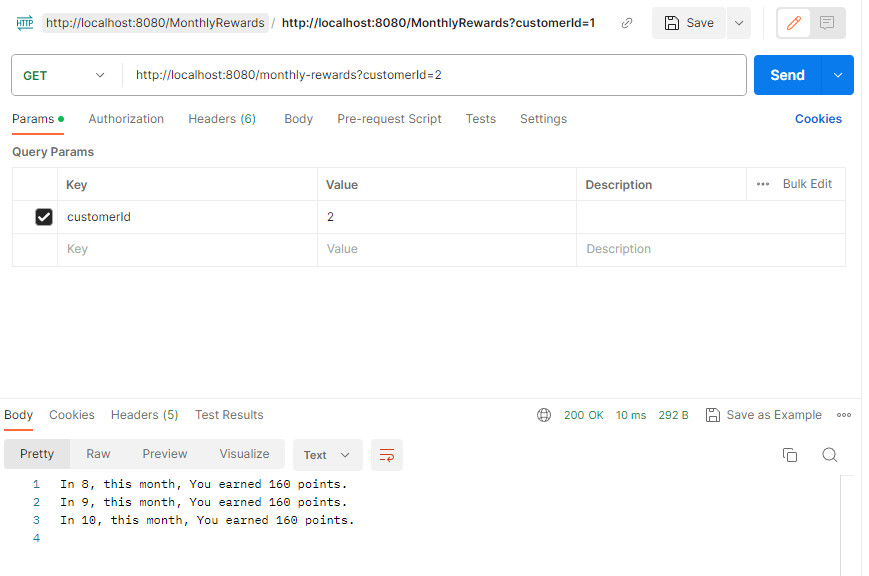 HTTP http://localhost:8080/MonthlyRewards / http://localhost:8080/MonthlyRewards?customerId=1 Save
GET http://localhost:8080/monthly-rewards?customerId=2 Send
Params Authorization Headers (6) Body Pre-request Script Tests Settings Cookies
Query Params
Key Value Description ••• Bulk Edit
customerId 2
Key Value Description
Body Cookies Headers (5) Test Results 200 OK 10 ms 292 B Save as Example
Pretty Raw Preview Visualize Text
1 In 8, this month, You earned 160 points.
2 In 9, this month, You earned 160 points.
3 In 10, this month, You earned 160 points.
4